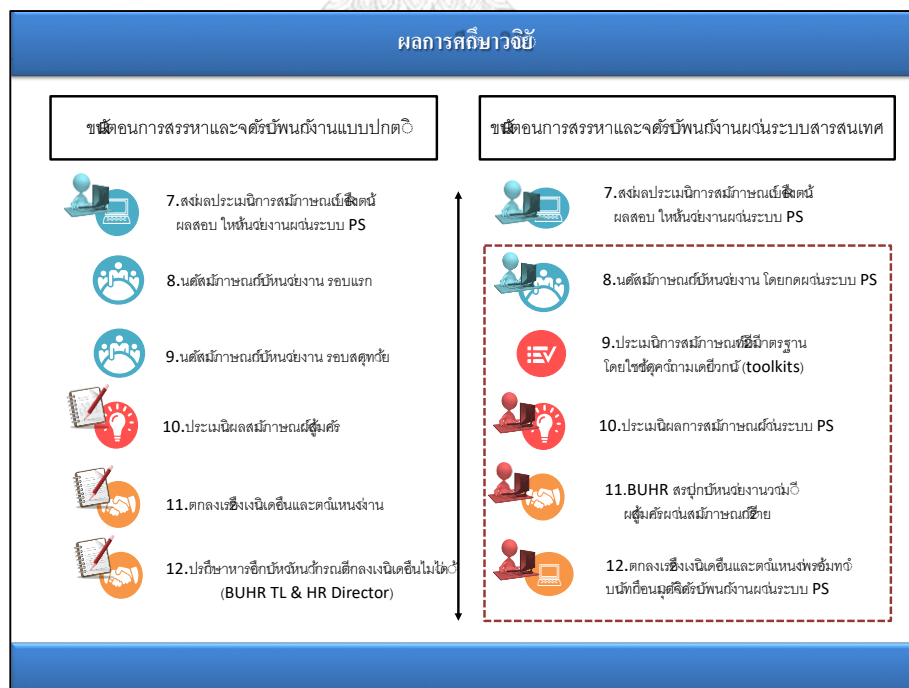 ผลการศึกษาวิจัย
ขั้นตอนการสรรหาและจัดรับพนักงานแบบปกติ
7.ส่งผลประเมินการสัมภาษณ์เบื้องต้น
ผลสอบ ให้หน่วยงานผ่านระบบ PS
8.นัดสัมภาษณ์กับหน่วยงาน รอบแรก
9.นัดสัมภาษณ์กับหน่วยงาน รอบสุดท้าย
10.ประเมินผลสัมภาษณ์ผู้สมัคร
11.ตกลงเรื่องเงินเดือนและตำแหน่งงาน
12.ปรึกษาหารือกับหัวหน้ากรณีตกลงเงินเดือนไม่ได้
(BUHR TL & HR Director)
ขั้นตอนการสรรหาและจัดรับพนักงานผ่านระบบสารสนเทศ
7.ส่งผลประเมินการสัมภาษณ์เบื้องต้น
ผลสอบ ให้หน่วยงานผ่านระบบ PS
8.นัดสัมภาษณ์กับหน่วยงาน โดยกดผ่านระบบ PS
9.ประเมินการสัมภาษณ์ที่มีมาตรฐาน
โดยใช้ชุดคำถามเดียวกัน (toolkits)
10.ประเมินผลการสัมภาษณ์ผ่านระบบ PS
11.BUHR สรุปกับหน่วยงานว่ามี
ผู้สมัครผ่านสัมภาษณ์กี่ราย
12.ตกลงเรื่องเงินเดือนและตำแหน่งพร้อมทำ
บันทึกอนุมัติจัดรับพนักงานผ่านระบบ PS